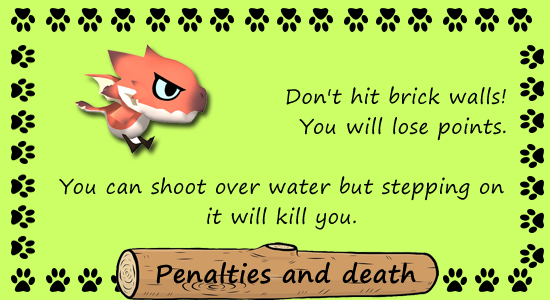 Don't hit brick walls!
You will lose points.
You can shoot over water but stepping on
it will kill you.
Penalties and death